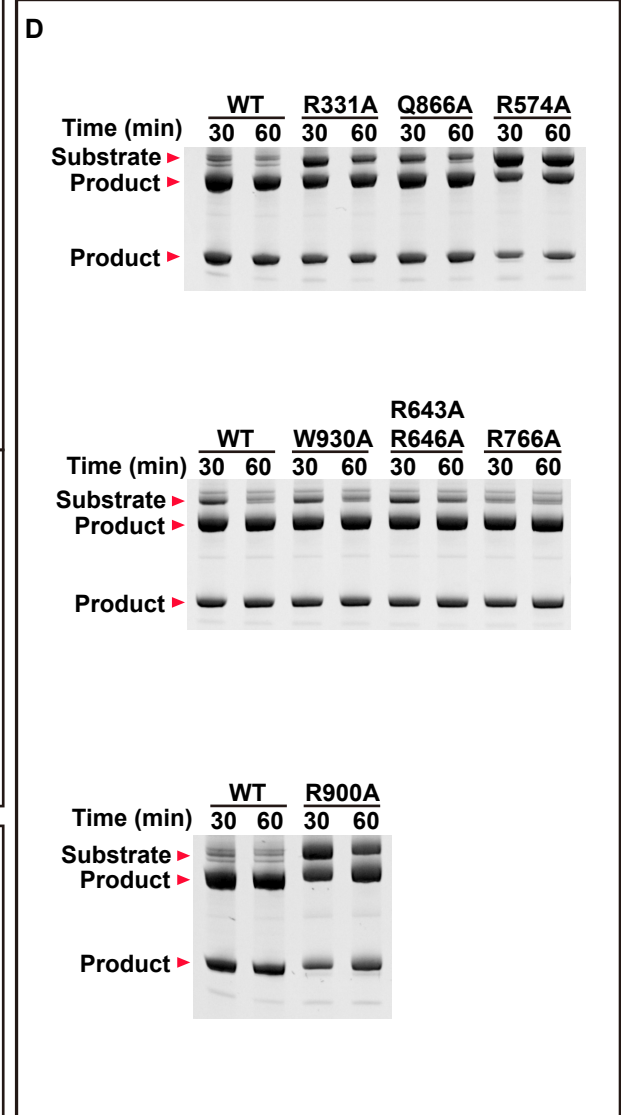 D
WT R331A Q866A R574A
Time (min) 30 60 30 60 30 60 30 60
Substrate
Product
Product
R643A
WT W930A R646A R766A
Time (min) 30 60 30 60 30 60 30 60
Substrate
Product
Product
WT R900A
Time (min) 30 60 30 60
Substrate
Product
Product